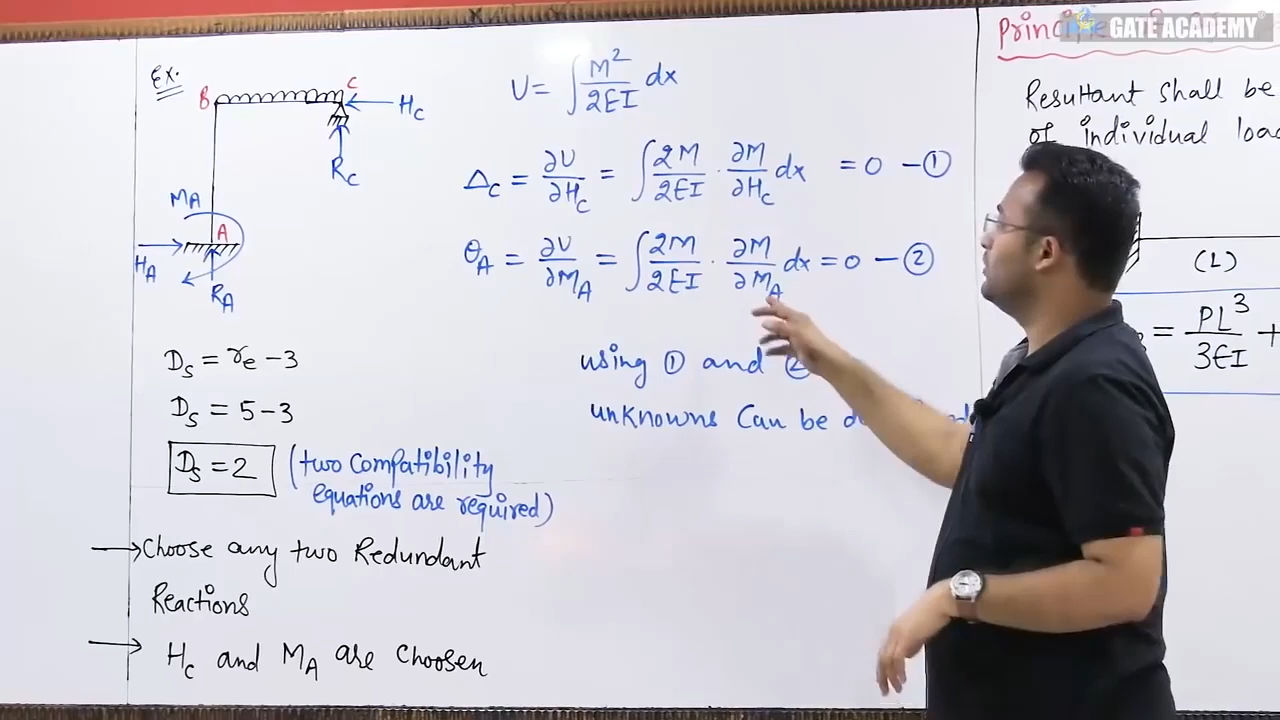 Ex.
B
C
H_C
R_C
M_A
A
H_A
R_A
D_s = r_e - 3
D_s = 5 - 3
D_s = 2 (two compatibility
equations are required)
→ Choose any two Redundant
Reactions
→ H_C and M_A are choosen
U = ∫ M²/2EI dx
Δ_C = ∂U/∂H_C = ∫ 2M/2EI · ∂M/∂H_C dx = 0 - ①
θ_A = ∂U/∂M_A = ∫ 2M/2EI · ∂M/∂M_A dx = 0 - ②
using ① and ②
unknowns can be
GATE ACADEMY
Resultant shall be
of individual
(L)
= PL³/3EI +